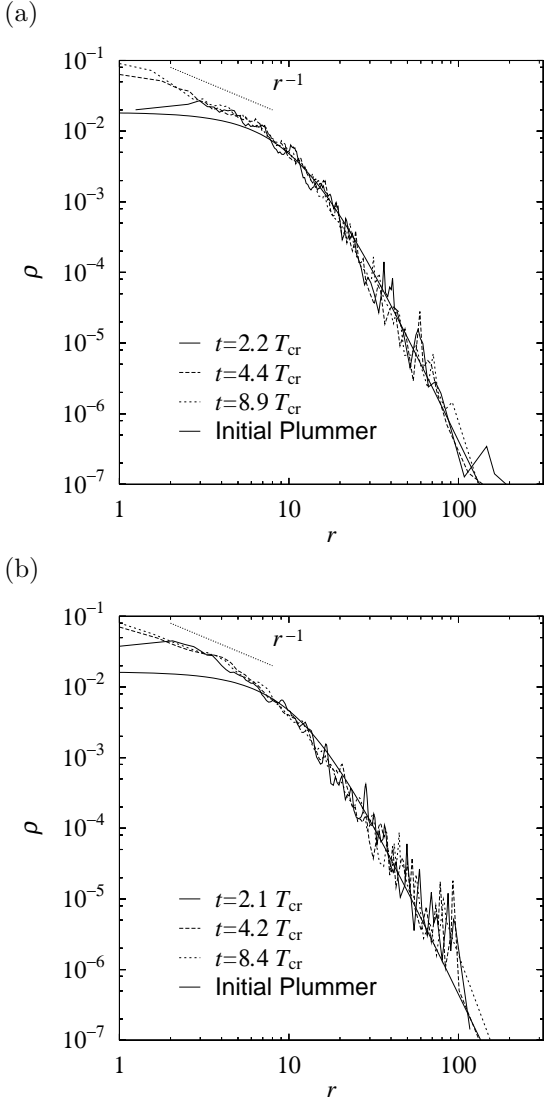 (a)
10⁻¹
r⁻¹
10⁻²
10⁻³
10⁻⁴
ρ
10⁻⁵
10⁻⁶
10⁻⁷
t=2.2 T_cr
t=4.4 T_cr
t=8.9 T_cr
Initial Plummer
1 10 100
r
(b)
10⁻¹
r⁻¹
10⁻²
10⁻³
10⁻⁴
ρ
10⁻⁵
10⁻⁶
10⁻⁷
t=2.1 T_cr
t=4.2 T_cr
t=8.4 T_cr
Initial Plummer
1 10 100
r